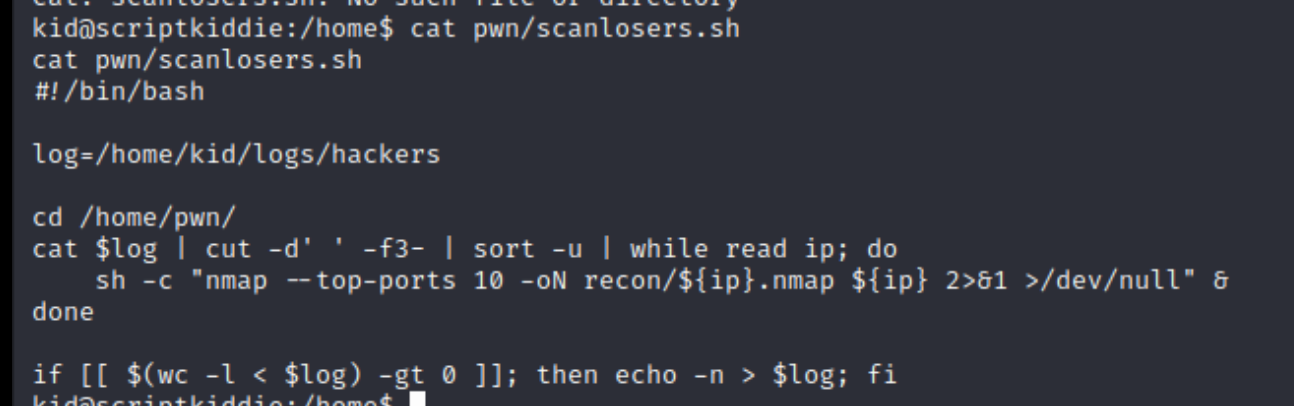 cat: scanlosers.sh: No such file or directory
kid@scriptkiddie:/home$ cat pwn/scanlosers.sh
cat pwn/scanlosers.sh
#!/bin/bash
log=/home/kid/logs/hackers
cd /home/pwn/
cat $log | cut -d' ' -f3- | sort -u | while read ip; do
    sh -c "nmap --top-ports 10 -oN recon/${ip}.nmap ${ip} 2>&1 >/dev/null" &
done
if [[ $(wc -l < $log) -gt 0 ]]; then echo -n > $log; fi
kid@scriptkiddie:/home$